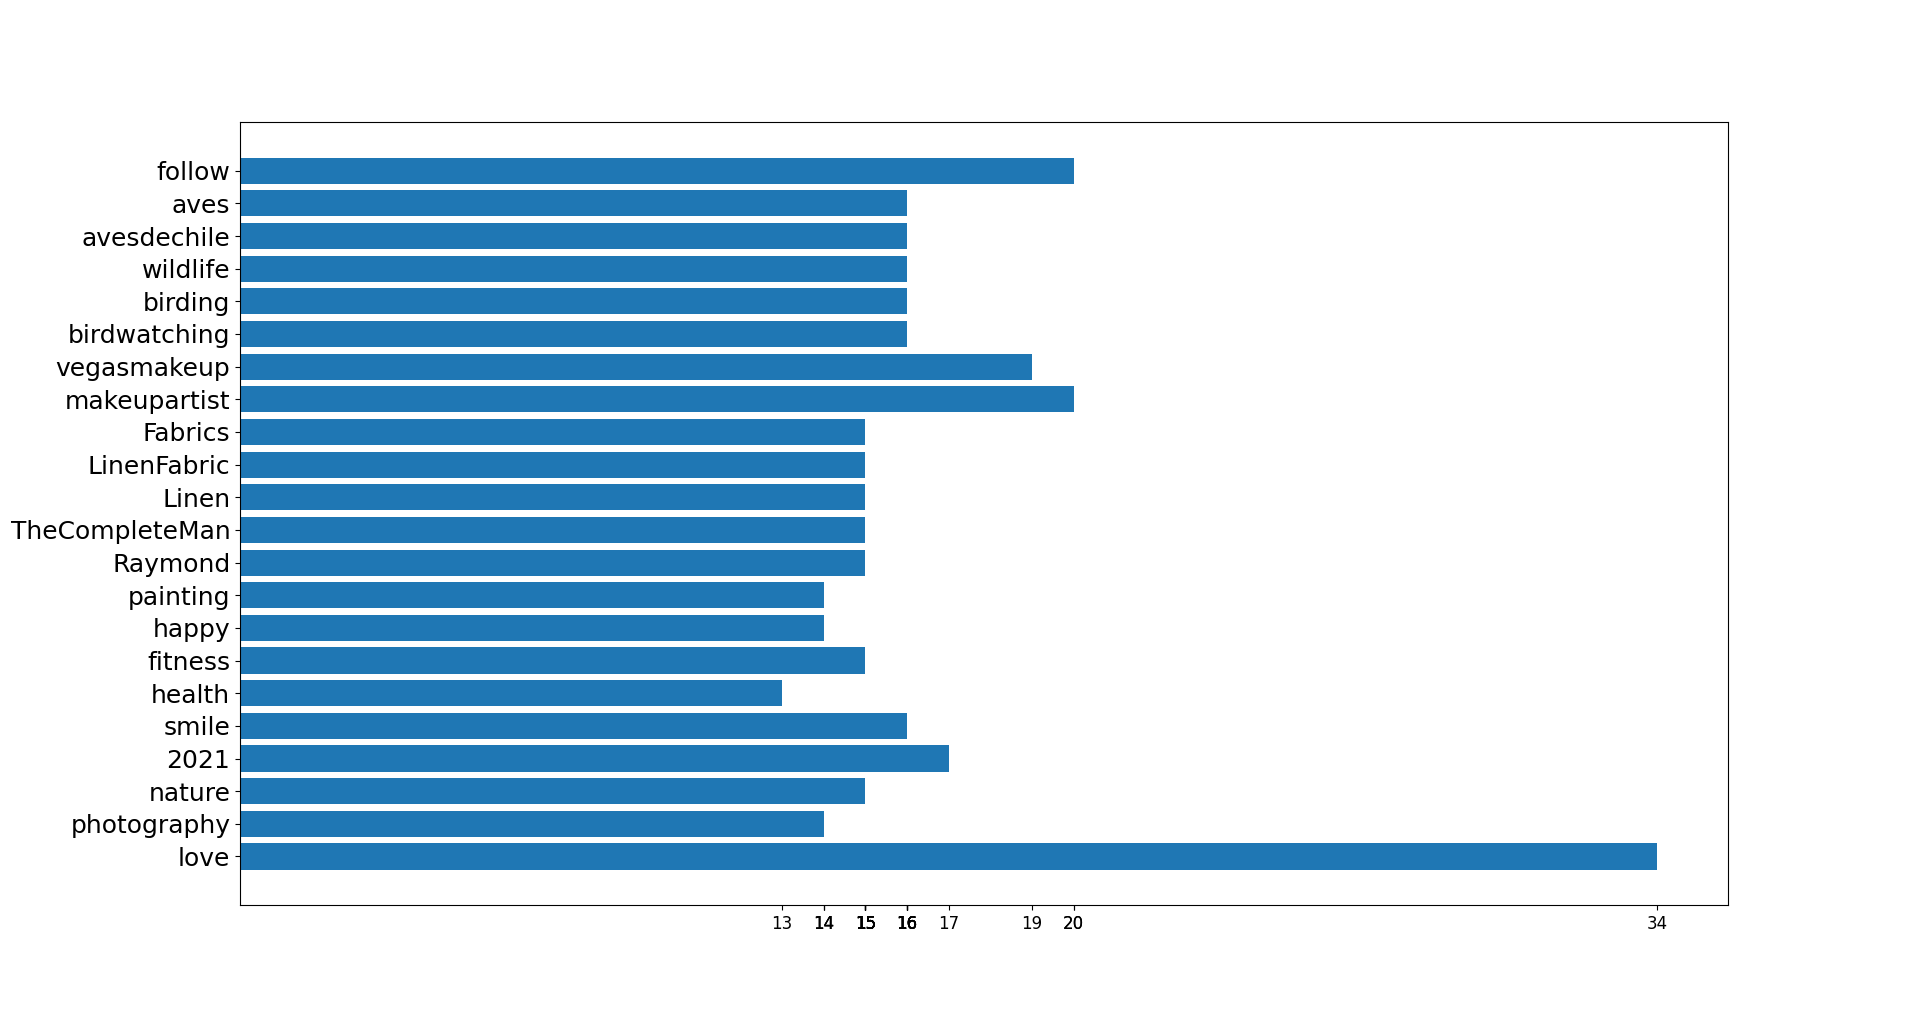 follow
aves
avesdechile
wildlife
birding
birdwatching
vegasmakeup
makeupartist
Fabrics
LinenFabric
Linen
TheCompleteMan
Raymond
painting
happy
fitness
health
smile
2021
nature
photography
love
13 14 15 16 17 19 20 34